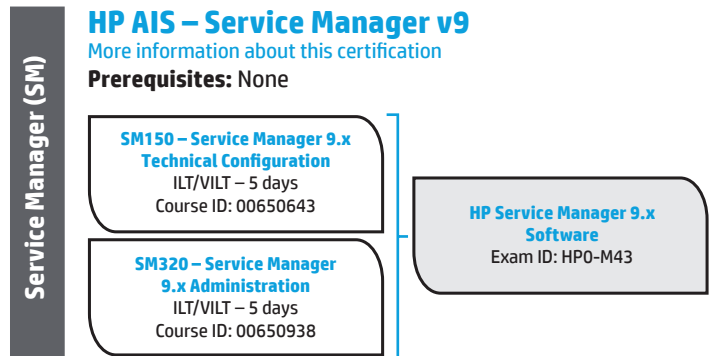 Service Manager (SM)
HP AIS – Service Manager v9
More information about this certification
Prerequisites: None
SM150 – Service Manager 9.x
Technical Configuration
ILT/VILT – 5 days
Course ID: 00650643
SM320 – Service Manager
9.x Administration
ILT/VILT – 5 days
Course ID: 00650938
HP Service Manager 9.x
Software
Exam ID: HP0-M43